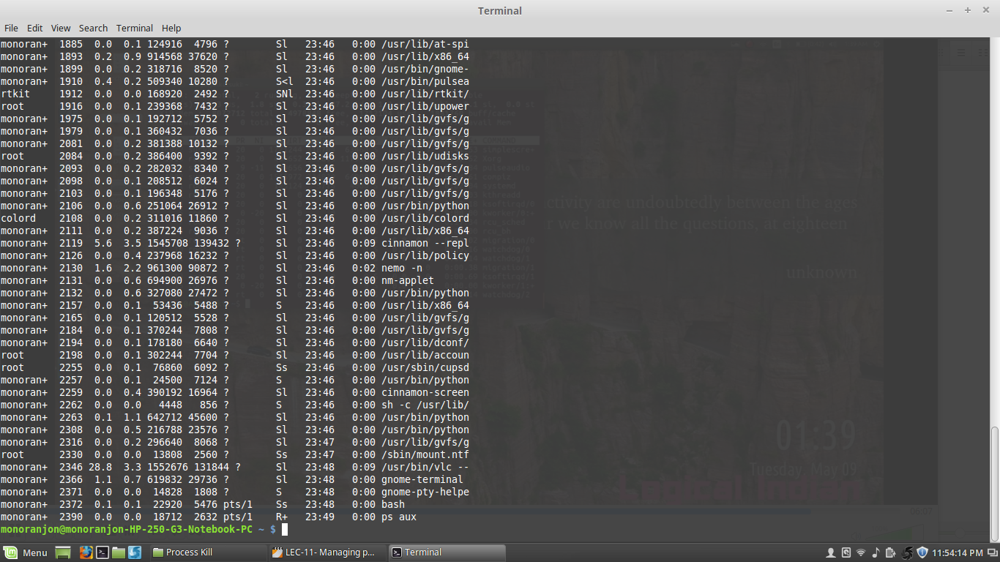 Terminal
File Edit View Search Terminal Help
monoran+ 1885 0.0 0.1 124916 4796 ? Sl 23:46 0:00 /usr/lib/at-spi
monoran+ 1893 0.2 0.9 914568 37620 ? Sl 23:46 0:00 /usr/lib/x86_64
monoran+ 1899 0.0 0.2 318716 8520 ? Sl 23:46 0:00 /usr/bin/gnome-
monoran+ 1910 0.4 0.2 509340 10280 ? S<l 23:46 0:00 /usr/bin/pulsea
rtkit 1912 0.0 0.0 168920 2492 ? SNl 23:46 0:00 /usr/lib/rtkit/
root 1916 0.0 0.1 239368 7432 ? Sl 23:46 0:00 /usr/lib/upower
monoran+ 1975 0.0 0.1 192712 5752 ? Sl 23:46 0:00 /usr/lib/gvfs/g
monoran+ 1979 0.0 0.1 360432 7036 ? Sl 23:46 0:00 /usr/lib/gvfs/g
monoran+ 2081 0.0 0.2 381388 10132 ? Sl 23:46 0:00 /usr/lib/gvfs/g
root 2084 0.0 0.2 386400 9392 ? Sl 23:46 0:00 /usr/lib/udisks
monoran+ 2093 0.0 0.2 282032 8340 ? Sl 23:46 0:00 /usr/lib/gvfs/g
monoran+ 2098 0.0 0.1 208512 6024 ? Sl 23:46 0:00 /usr/lib/gvfs/g
monoran+ 2103 0.0 0.1 196348 5176 ? Sl 23:46 0:00 /usr/lib/gvfs/g
monoran+ 2106 0.0 0.6 251064 26912 ? Sl 23:46 0:00 /usr/bin/python
colord 2108 0.0 0.2 311016 11860 ? Sl 23:46 0:00 /usr/lib/colord
monoran+ 2111 0.0 0.2 387224 9036 ? Sl 23:46 0:00 /usr/lib/x86_64
monoran+ 2119 5.6 3.5 1545708 139432 ? Sl 23:46 0:09 cinnamon --repl
monoran+ 2126 0.0 0.4 237968 16232 ? Sl 23:46 0:00 /usr/lib/policy
monoran+ 2130 1.6 2.2 961300 90872 ? Sl 23:46 0:02 nemo -n
monoran+ 2131 0.0 0.6 694900 26976 ? Sl 23:46 0:00 nm-applet
monoran+ 2132 0.0 0.6 327080 27472 ? Sl 23:46 0:00 /usr/bin/python
monoran+ 2157 0.0 0.1 53436 5488 ? S 23:46 0:00 /usr/lib/x86_64
monoran+ 2165 0.0 0.1 120512 5528 ? Sl 23:46 0:00 /usr/lib/gvfs/g
monoran+ 2184 0.0 0.1 370244 7808 ? Sl 23:46 0:00 /usr/lib/gvfs/g
monoran+ 2194 0.0 0.1 178180 6640 ? Sl 23:46 0:00 /usr/lib/dconf/
root 2198 0.0 0.1 302244 7704 ? Sl 23:46 0:00 /usr/lib/accoun
root 2255 0.0 0.1 76860 6092 ? Ss 23:46 0:00 /usr/sbin/cupsd
monoran+ 2257 0.0 0.1 24500 7124 ? S 23:46 0:00 /usr/bin/python
monoran+ 2259 0.0 0.4 390192 16964 ? Sl 23:46 0:00 cinnamon-screen
monoran+ 2262 0.0 0.0 4448 856 ? S 23:46 0:00 sh -c /usr/lib/
monoran+ 2263 0.1 1.1 642712 45600 ? Sl 23:46 0:00 /usr/bin/python
monoran+ 2308 0.0 0.5 216788 23576 ? Sl 23:46 0:00 /usr/bin/python
monoran+ 2316 0.0 0.2 296640 8068 ? Sl 23:47 0:00 /usr/lib/gvfs/g
root 2330 0.0 0.0 13808 2560 ? Ss 23:47 0:00 /sbin/mount.ntf
monoran+ 2346 28.8 3.3 1552676 131844 ? Sl 23:48 0:09 /usr/bin/vlc --
monoran+ 2366 1.1 0.7 619832 29736 ? Sl 23:48 0:00 gnome-terminal
monoran+ 2371 0.0 0.0 14828 1808 ? S 23:48 0:00 gnome-pty-helpe
monoran+ 2372 0.1 0.1 22920 5476 pts/1 Ss 23:48 0:00 bash
monoran+ 2390 0.0 0.0 18712 2632 pts/1 R+ 23:49 0:00 ps aux
monoranjon@monoranjon-HP-250-G3-Notebook-PC ~ $
ctivity are undoubtedly between the ages
r we know all the questions, at eighteen
unknown
01:39
Tuesday, May 09
06:07
Menu Process Kill LEC-11- Managing p... Terminal 11:54:14 PM